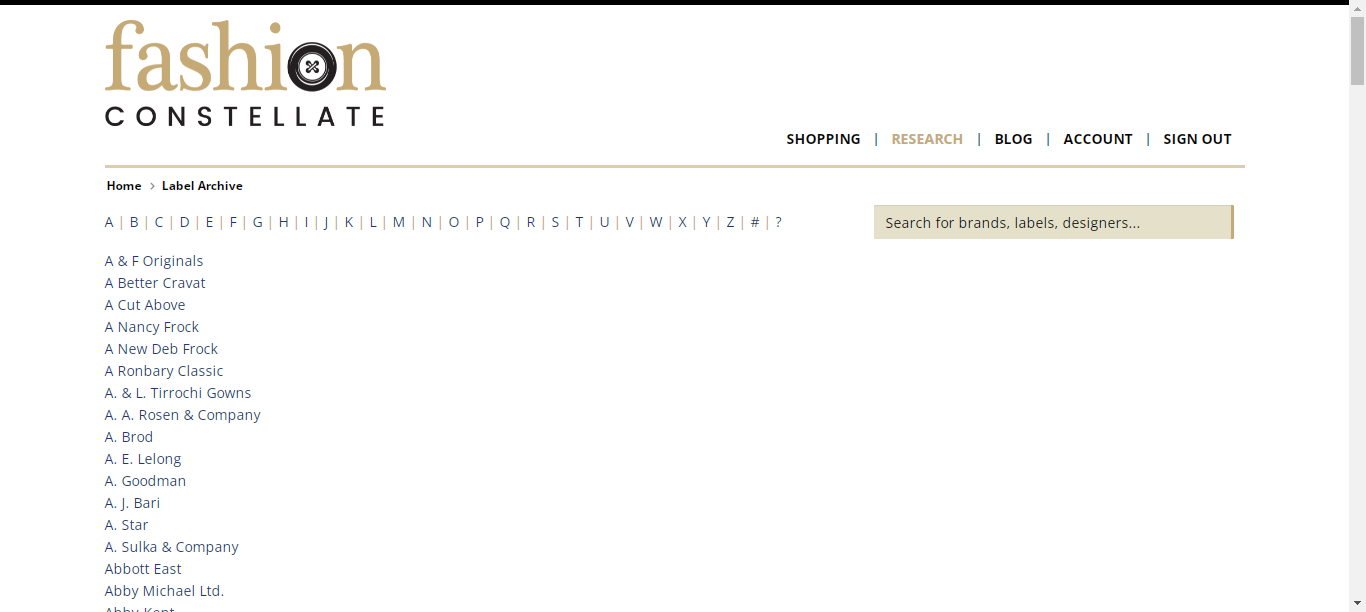 fashion
CONSTELLATE
SHOPPING | RESEARCH | BLOG | ACCOUNT | SIGN OUT
Home > Label Archive
A | B | C | D | E | F | G | H | I | J | K | L | M | N | O | P | Q | R | S | T | U | V | W | X | Y | Z | # | ?
Search for brands, labels, designers...
A & F Originals
A Better Cravat
A Cut Above
A Nancy Frock
A New Deb Frock
A Ronbary Classic
A. & L. Tirrochi Gowns
A. A. Rosen & Company
A. Brod
A. E. Lelong
A. Goodman
A. J. Bari
A. Star
A. Sulka & Company
Abbott East
Abby Michael Ltd.
Abby Kent